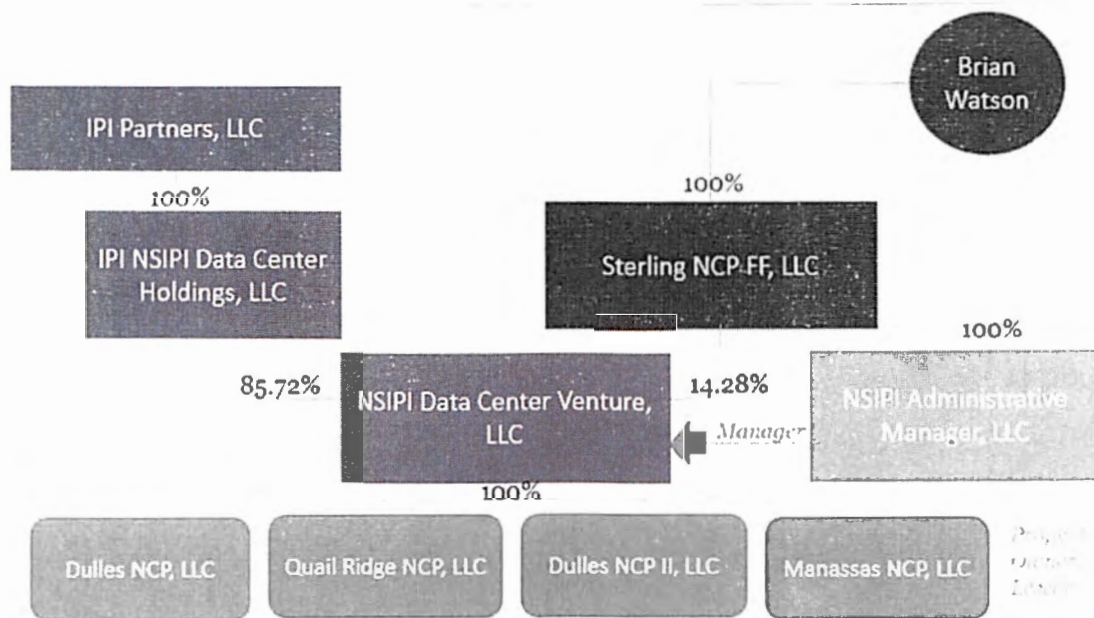 Brian
Watson
IPI Partners, LLC
100%
100%
IPI NSIPI Data Center
Holdings, LLC
Sterling NCP-FF, LLC
100%
85.72%
NSIPI Data Center Venture,
LLC
14.28%
Manager
NSIPI Administrative
Manager, LLC
100%
Dulles NCP, LLC
Quail Ridge NCP, LLC
Dulles NCP II, LLC
Manassas NCP, LLC